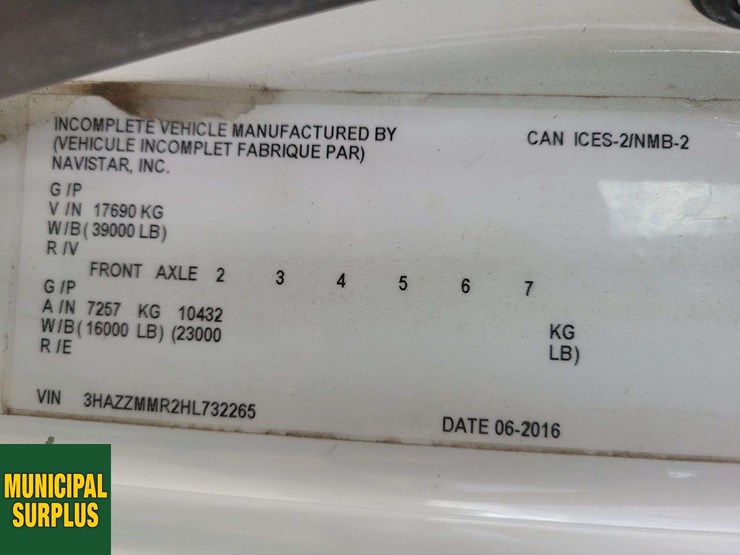 INCOMPLETE VEHICLE MANUFACTURED BY
(VEHICULE INCOMPLET FABRIQUE PAR)
NAVISTAR, INC.
CAN ICES-2/NMB-2
G /P
V /N 17690 KG
W/B( 39000 LB)
R /V
FRONT AXLE 2 3 4 5 6 7
G /P
A /N 7257 KG 10432 KG
W/B( 16000 LB) (23000 LB)
R /E
VIN 3HAZZMMR2HL732265
DATE 06-2016
MUNICIPAL
SURPLUS